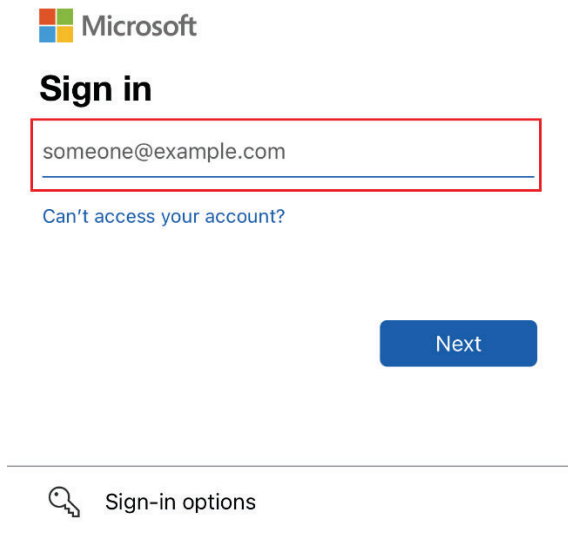 Microsoft
Sign in
someone@example.com
Can't access your account?
Next
Sign-in options